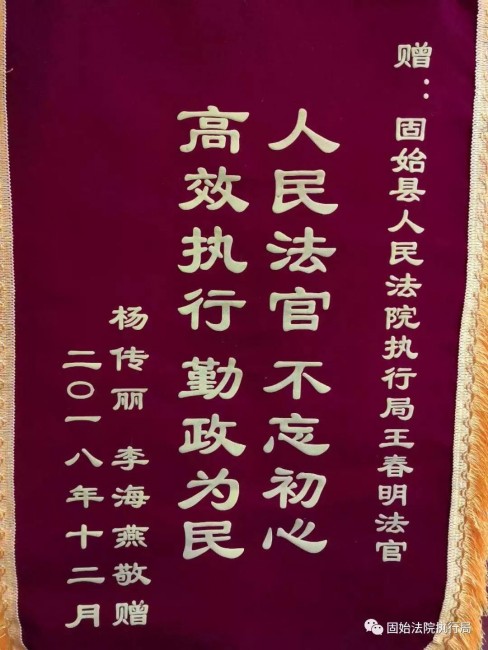 赠：固始县人民法院执行局王春明法官
人民法官 不忘初心
高效执行 勤政为民
杨传丽 李海燕敬赠
二〇一八年十二月
固始法院执行局